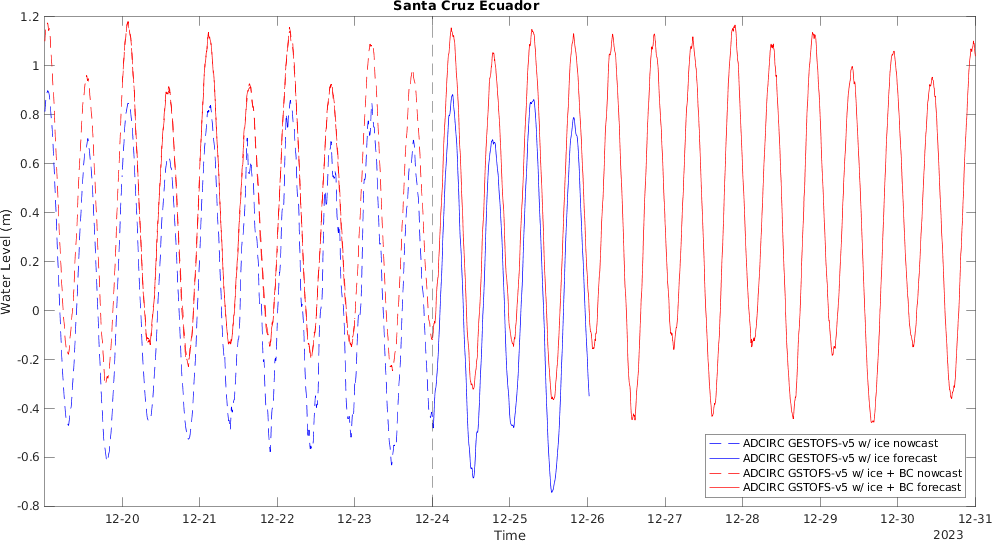 Santa Cruz Ecuador
Water Level (m)
1.2
1
0.8
0.6
0.4
0.2
0
-0.2
-0.4
-0.6
-0.8
ADCIRC GESTOFS-v5 w/ ice nowcast
ADCIRC GESTOFS-v5 w/ ice forecast
ADCIRC GSTOFS-v5 w/ ice + BC nowcast
ADCIRC GSTOFS-v5 w/ ice + BC forecast
12-20 12-21 12-22 12-23 12-24 12-25 12-26 12-27 12-28 12-29 12-30 12-31
Time
2023